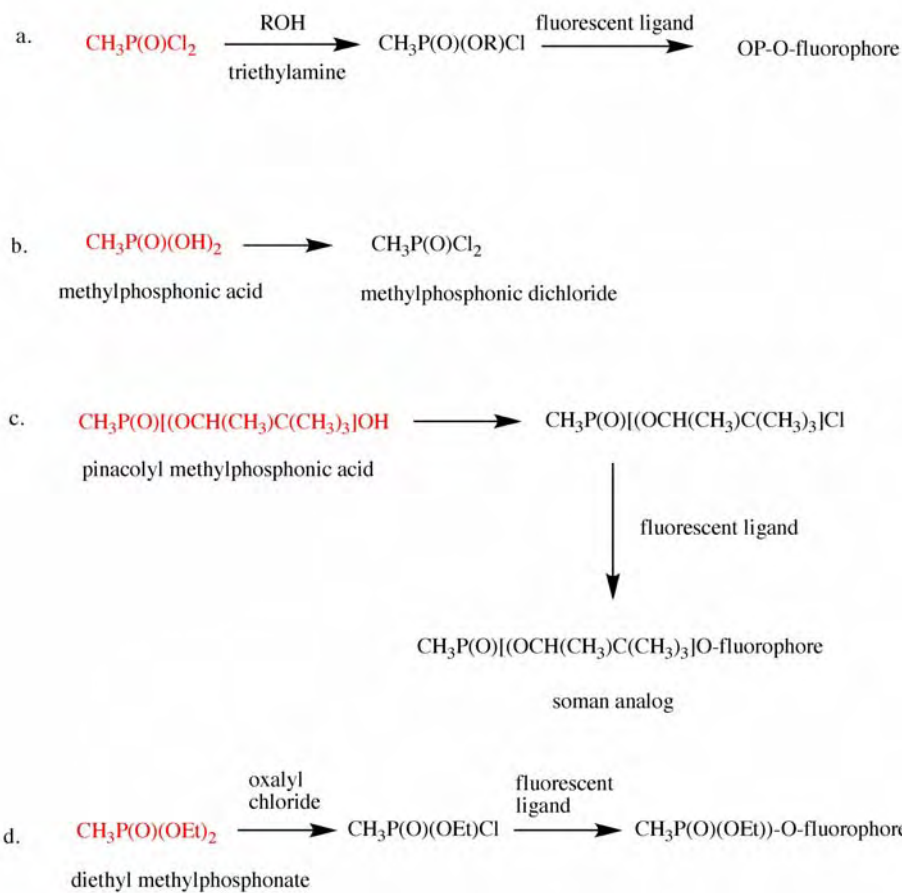 a. CH₃P(O)Cl₂ ROH triethylamine CH₃P(O)(OR)Cl fluorescent ligand OP-O-fluorophore
b. CH₃P(O)(OH)₂ CH₃P(O)Cl₂
methylphosphonic acid methylphosphonic dichloride
c. CH₃P(O)[(OCH(CH₃)C(CH₃)₃]OH CH₃P(O)[(OCH(CH₃)C(CH₃)₃]Cl
pinacolyl methylphosphonic acid
fluorescent ligand
CH₃P(O)[(OCH(CH₃)C(CH₃)₃]O-fluorophore
soman analog
d. CH₃P(O)(OEt)₂ oxalyl chloride CH₃P(O)(OEt)Cl fluorescent ligand CH₃P(O)(OEt))-O-fluorophore
diethyl methylphosphonate